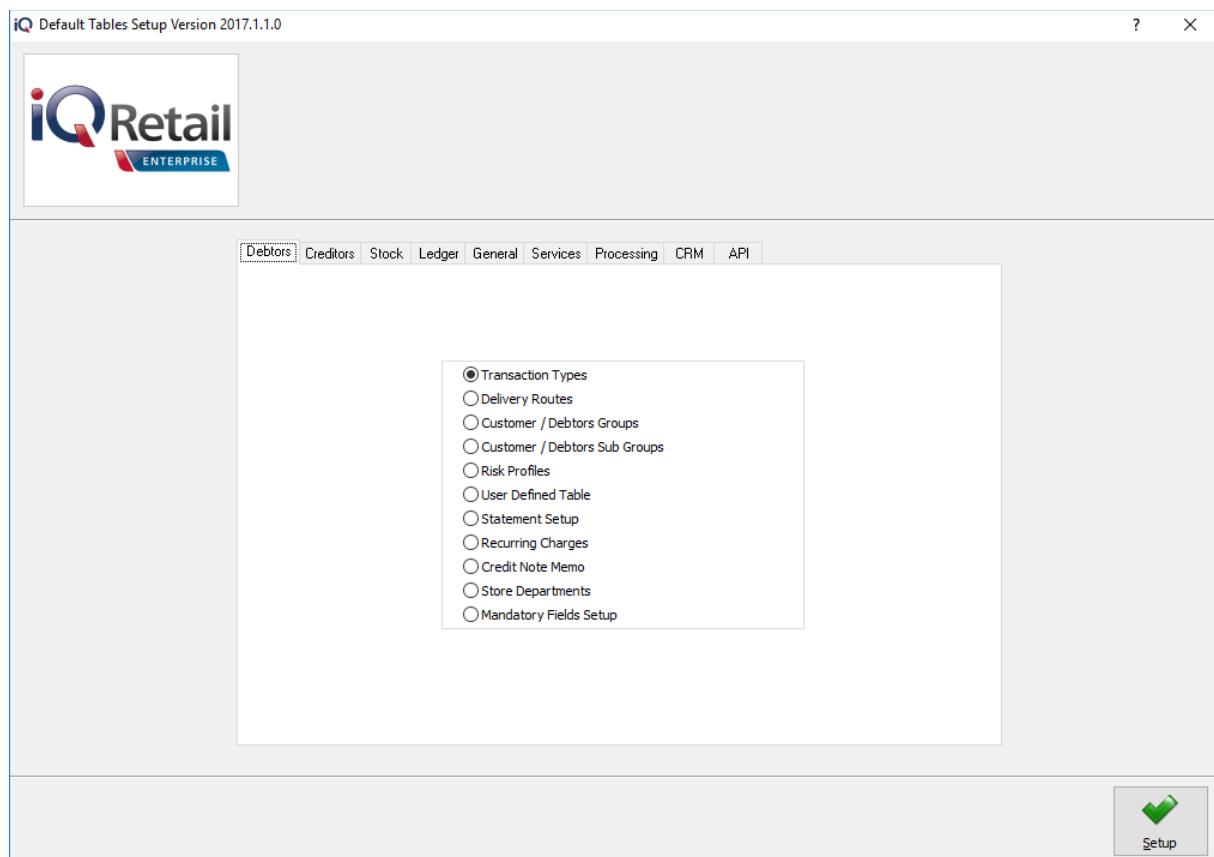 iQ Default Tables Setup Version 2017.1.1.0 ?
iQ Retail
ENTERPRISE
Debtors Creditors Stock Ledger General Services Processing CRM API
Transaction Types
Delivery Routes
Customer / Debtors Groups
Customer / Debtors Sub Groups
Risk Profiles
User Defined Table
Statement Setup
Recurring Charges
Credit Note Memo
Store Departments
Mandatory Fields Setup
Setup